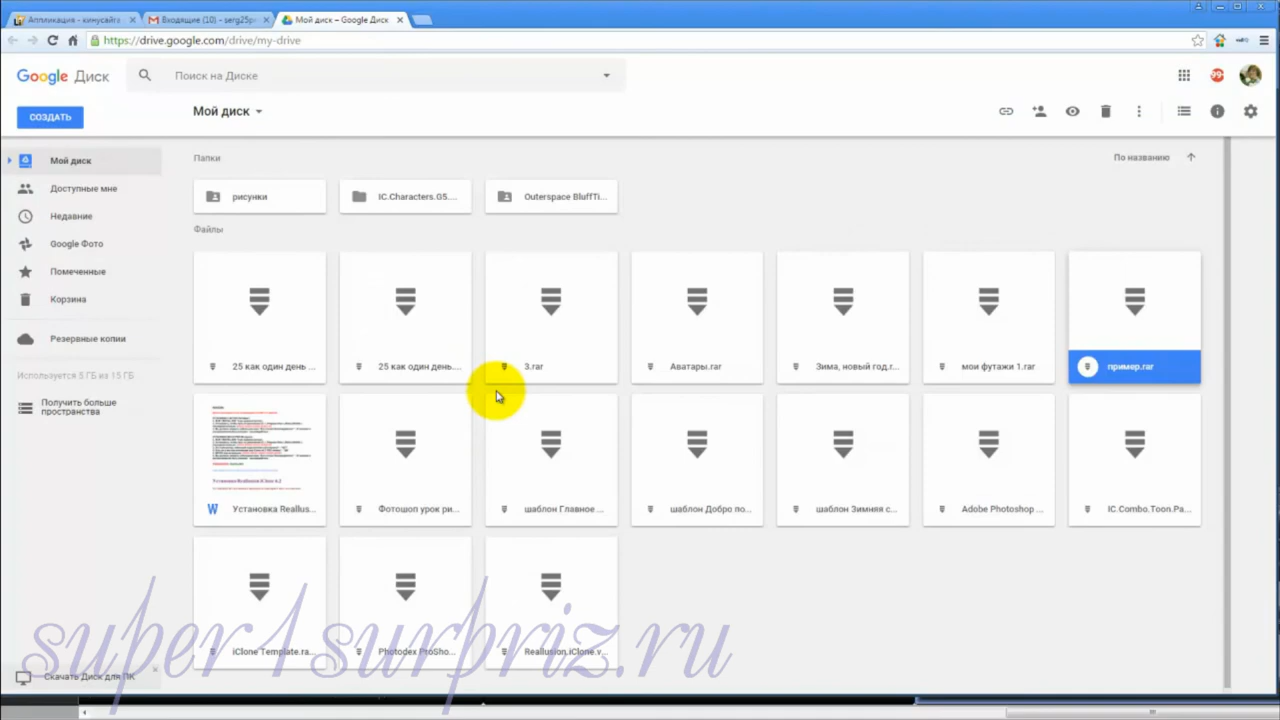 Аппликация - кинусайга
Входящие (10) - serg25p
Мой диск – Google Диск
https://drive.google.com/drive/my-drive
Google Диск
Поиск на Диске
99+
СОЗДАТЬ
Мой диск
Мой диск
Доступные мне
Недавние
Google Фото
Помеченные
Корзина
Резервные копии
Используется 5 ГБ из 15 ГБ
Получить больше
пространства
Скачать Диск для ПК
Папки
По названию
рисунки
IC.Characters.G5....
Outerspace BluffTi...
Файлы
25 как один день ...
25 как один день....
3.rar
Аватары.rar
Зима, новый год.r...
мои футажи 1.rar
пример.rar
W
Установка Reallus...
Фотошоп урок ри...
шаблон Главное ...
шаблон Добро по...
шаблон Зимняя с...
Adobe Photoshop ...
IC.Combo.Toon.Pa...
iClone Template.ra...
Photodex ProSho...
Reallusion.iClone.v...
Установка Reallusion iClone
super1surpriz.ru